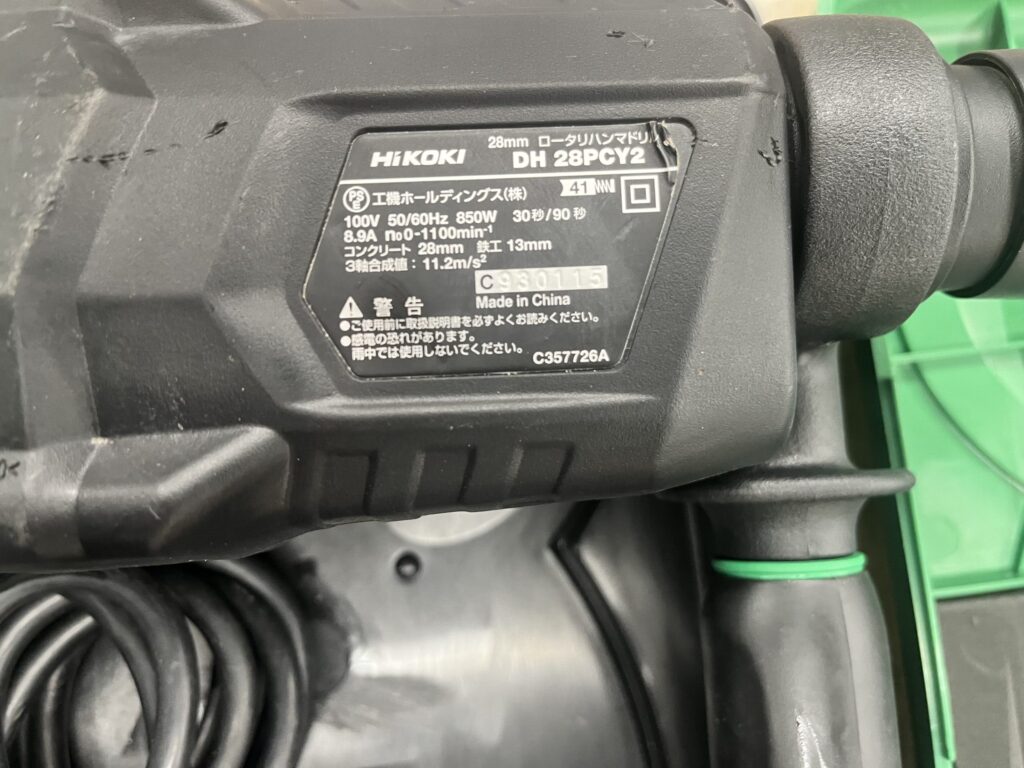 28mm ロータリハンマドリル
HiKOKI DH 28PCY2
PS E 工機ホールディングス(株) 41
100V 50/60Hz 850W 30秒/90秒
8.9A n₀0-1100min⁻¹
コンクリート 28mm 鉄工 13mm
3軸合成値：11.2m/s²
C930115
Made in China
警告
●ご使用前に取扱説明書を必ずよくお読みください。
●感電の恐れがあります。
雨中では使用しないでください。
C357726A